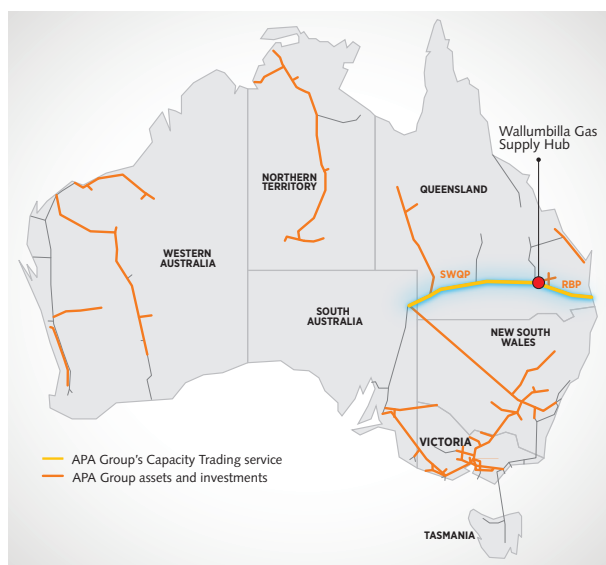 Wallumbilla Gas
Supply Hub
NORTHERN
TERRITORY
QUEENSLAND
WESTERN
AUSTRALIA
SWQP
RBP
SOUTH
AUSTRALIA
NEW SOUTH
WALES
VICTORIA
APA Group's Capacity Trading service
APA Group assets and investments
TASMANIA